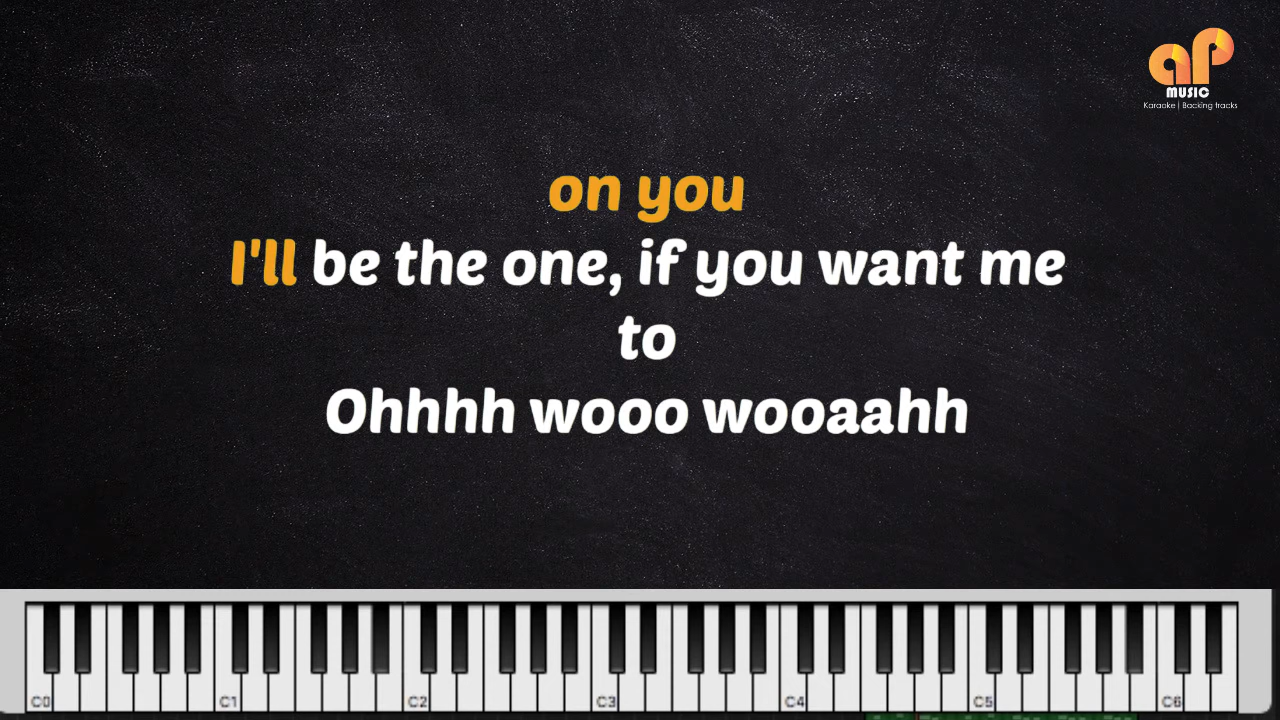 aP
MUSIC
Karaoke | Backing tracks
on you
I'll be the one, if you want me
to
Ohhhh wooo wooaahh
C0 C1 C2 C3 C4 C5 C6